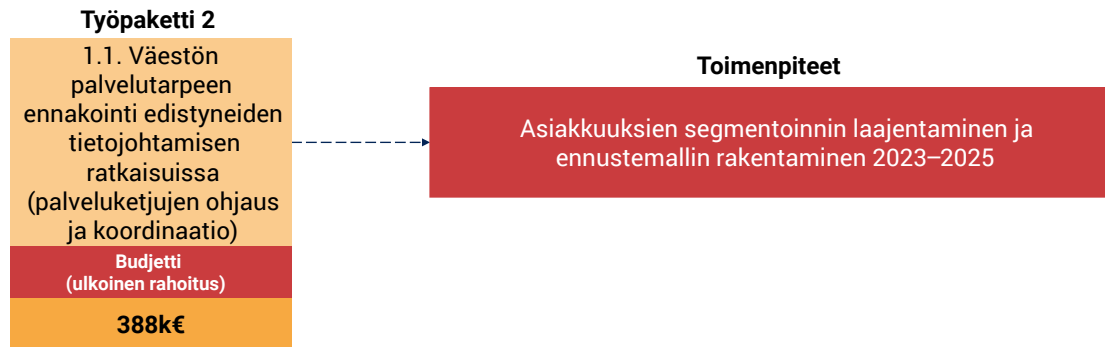 Työpaketti 2
1.1. Väestön
palvelutarpeen
ennakointi edistyneiden
tietojohtamisen
ratkaisuissa
(palveluketjujen ohjaus
ja koordinaatio)
Budjetti
(ulkoinen rahoitus)
388k€
Toimenpiteet
Asiakkuuksien segmentoinnin laajentaminen ja
ennustemallin rakentaminen 2023–2025